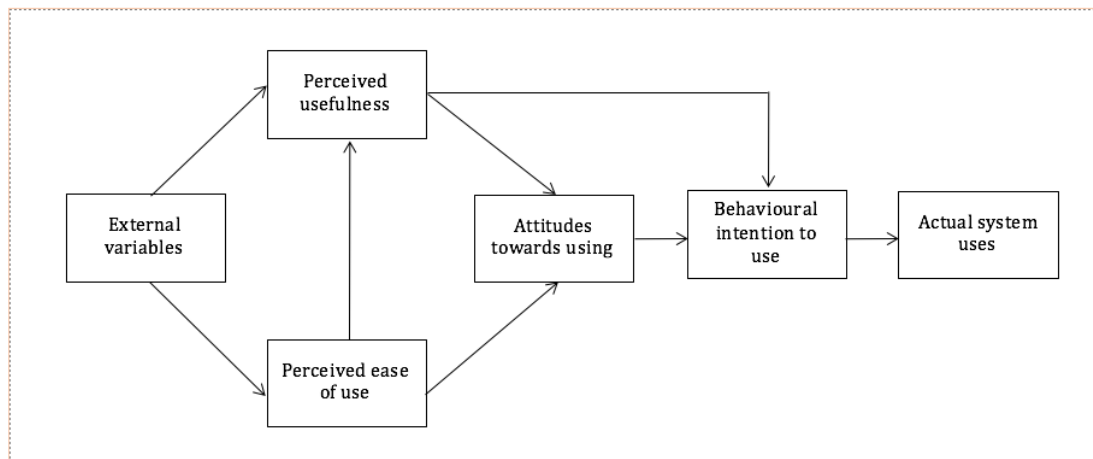 Perceived
usefulness
External
variables
Attitudes
towards using
Behavioural
intention to
use
Actual system
uses
Perceived ease
of use